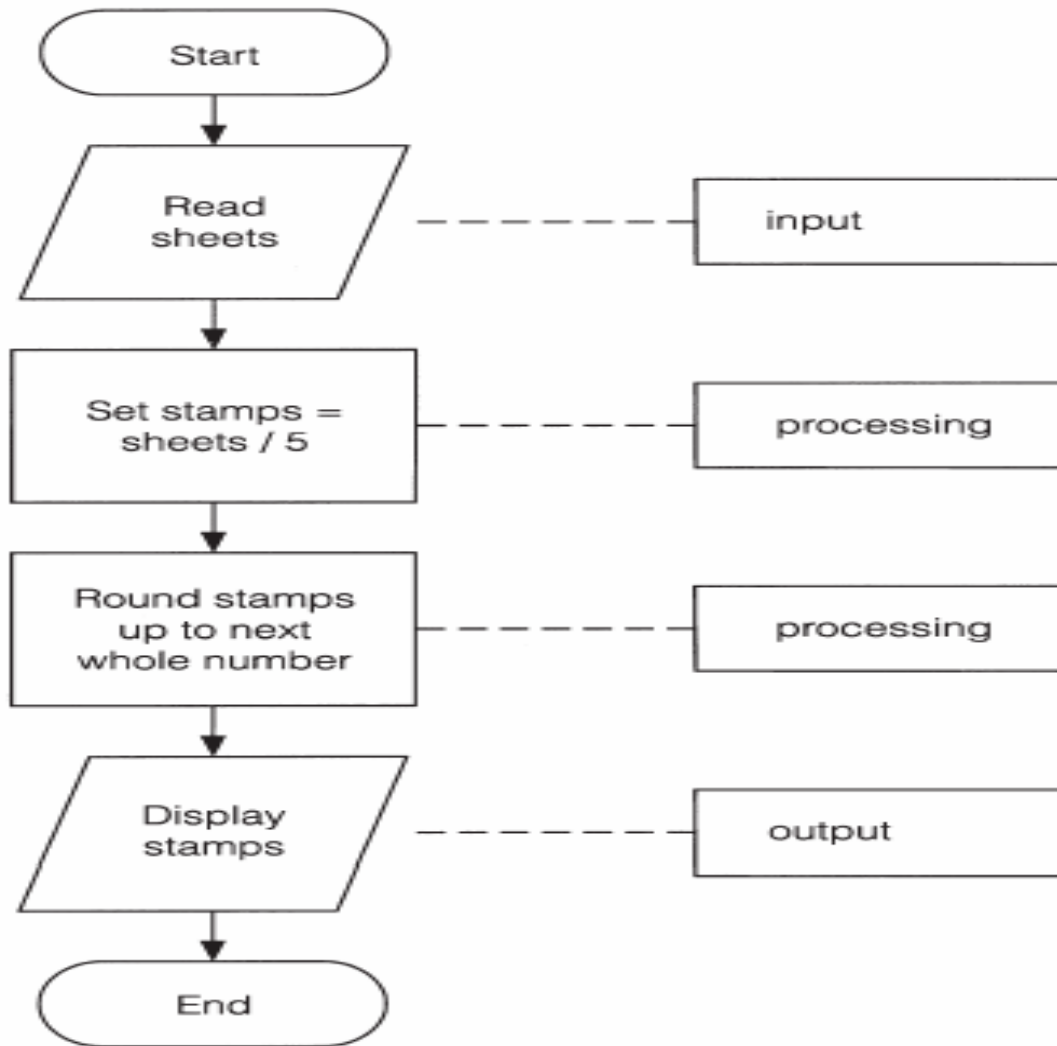 Start
Read
sheets
input
Set stamps =
sheets / 5
processing
Round stamps
up to next
whole number
processing
Display
stamps
output
End